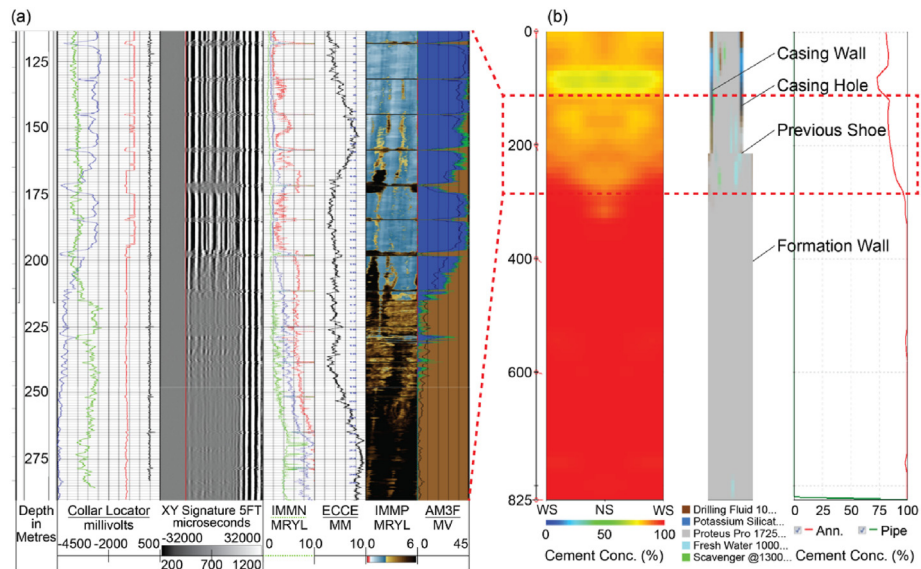 (a)
(b)
125
150
175
200
225
250
275
Depth in Metres
Collar Locator
millivolts
-4500 -2000 500
XY Signature 5FT
microseconds
-32000 32000
200 700 1200
IMMN
MRYL
0 10
ECCE
MM
0 10
IMMP
MRYL
0 6
AM3F
MV
0 45
0
200
400
600
825
WS NS WS
0 50 100
Cement Conc. (%)
Casing Wall
Casing Hole
Previous Shoe
Formation Wall
Drilling Fluid 10...
Potassium Silicat...
Proteus Pro 1725...
Fresh Water 1000...
Scavenger @1300...
0 25 50 75 100
Ann. Pipe
Cement Conc. (%)